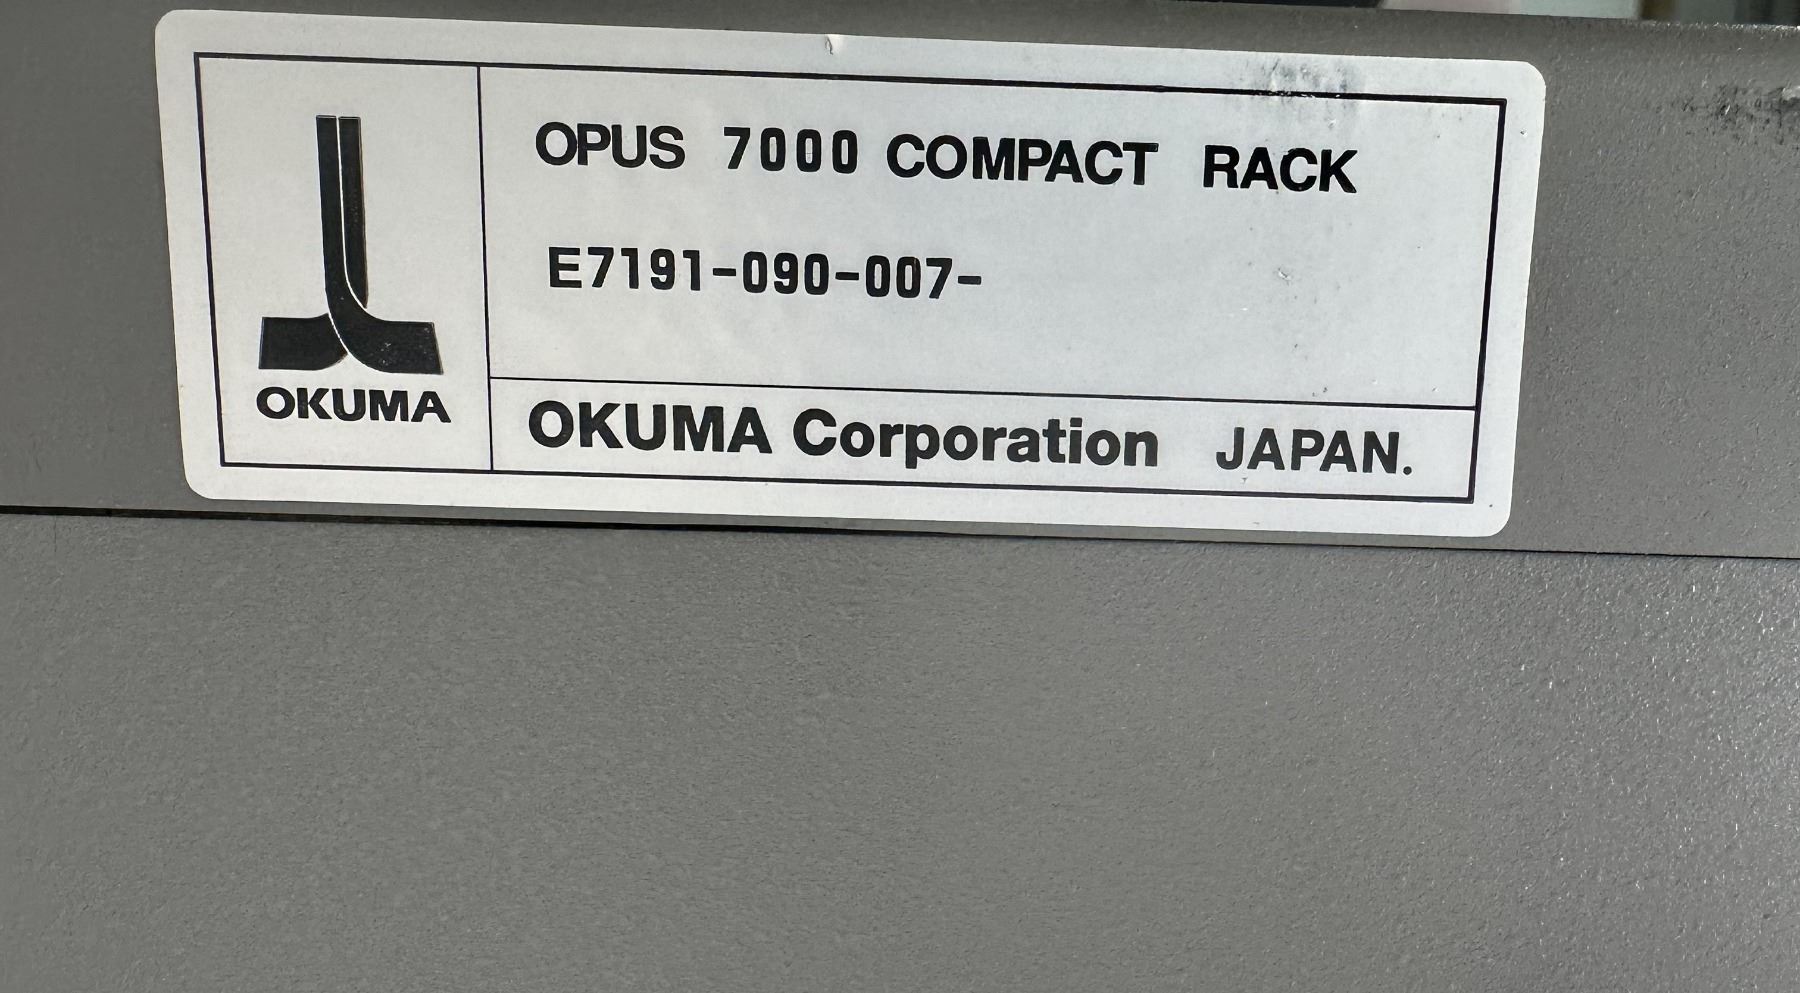 OPUS 7000 COMPACT RACK
E7191-090-007-
OKUMA
OKUMA Corporation JAPAN.